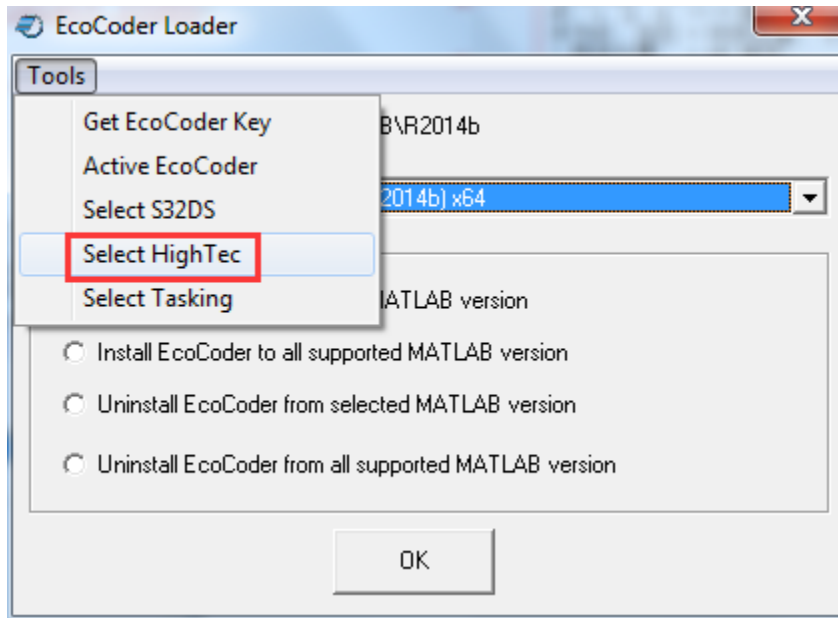 EcoCoder Loader
Tools
Get EcoCoder Key
B\R2014b
Active EcoCoder
Select S32DS
2014b) x64
Select HighTec
Select Tasking
MATLAB version
Install EcoCoder to all supported MATLAB version
Uninstall EcoCoder from selected MATLAB version
Uninstall EcoCoder from all supported MATLAB version
OK